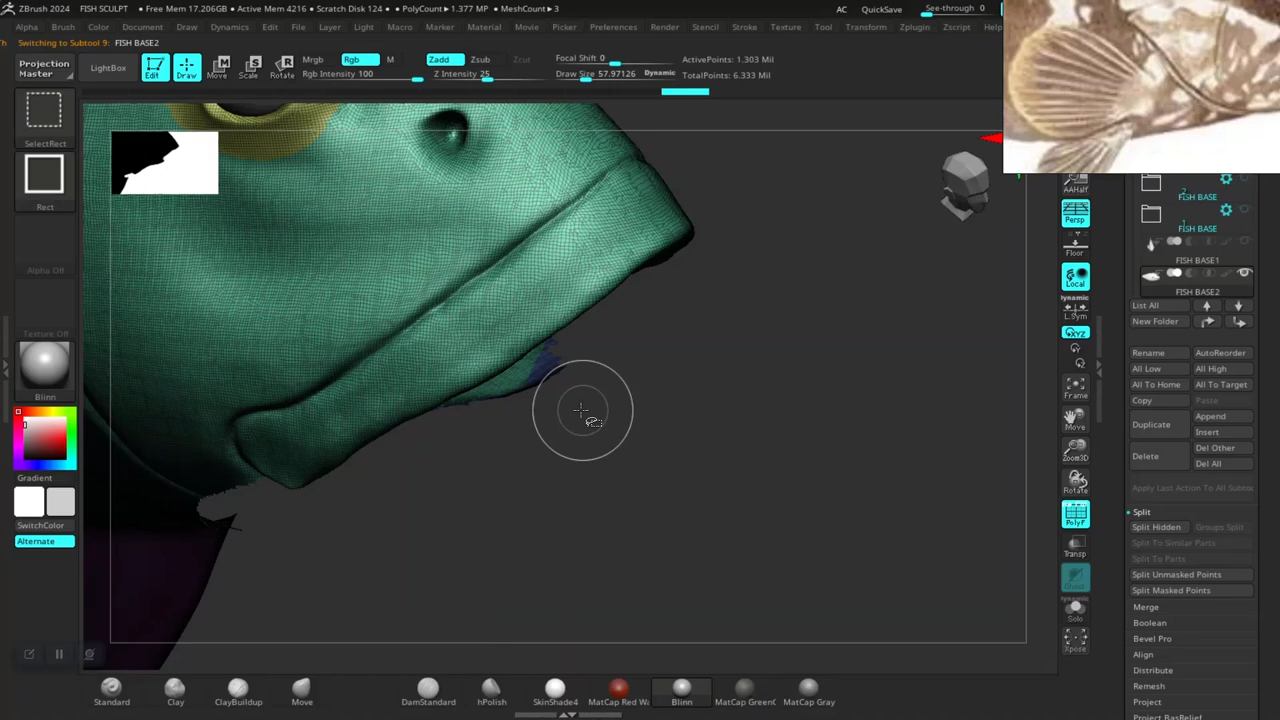 ZBrush 2024 FISH SCULPT • Free Mem 17.206GB • Active Mem 4216 • Scratch Disk 124 • PolyCount 1.377 MP • MeshCount 3 AC QuickSave See-through 0
Alpha Brush Color Document Draw Dynamics Edit File Layer Light Macro Marker Material Movie Picker Preferences Render Stencil Stroke Texture Tool Transform Zplugin Zscript Help
Switching to Subtool 9: FISH BASE2
Projection Master
LightBox
Edit
Draw
Move
Scale
Rotate
Mrgb Rgb M
Rgb Intensity 100
Zadd Zsub Zcut
Z Intensity 25
Focal Shift 0
Draw Size 57.97126 Dynamic
ActivePoints: 1.303 Mil
TotalPoints: 6.333 Mil
SelectRect
Rect
Alpha Off
Texture Off
Blinn
Gradient
SwitchColor
Alternate
AAHalf
Persp
Floor
Local
Dynamic
L.Sym
XYZ
Frame
Move
Zoom3D
Rotate
PolyF
Transp
Ghost
Dynamic
Solo
Xpose
2
FISH BASE
1
FISH BASE
FISH BASE1
FISH BASE2
List All
New Folder
Rename AutoReorder
All Low All High
All To Home All To Target
Copy Paste
Duplicate Append
Insert
Delete Del Other
Del All
Split
Split Hidden Groups Split
Split To Similar Parts
Split To Parts
Split Unmasked Points
Split Masked Points
Merge
Boolean
Bevel Pro
Align
Distribute
Remesh
Project
Project BasRelief
Standard Clay ClayBuildup Move DamStandard hPolish SkinShade4 MatCap Red Wa Blinn MatCap GreenC MatCap Gray